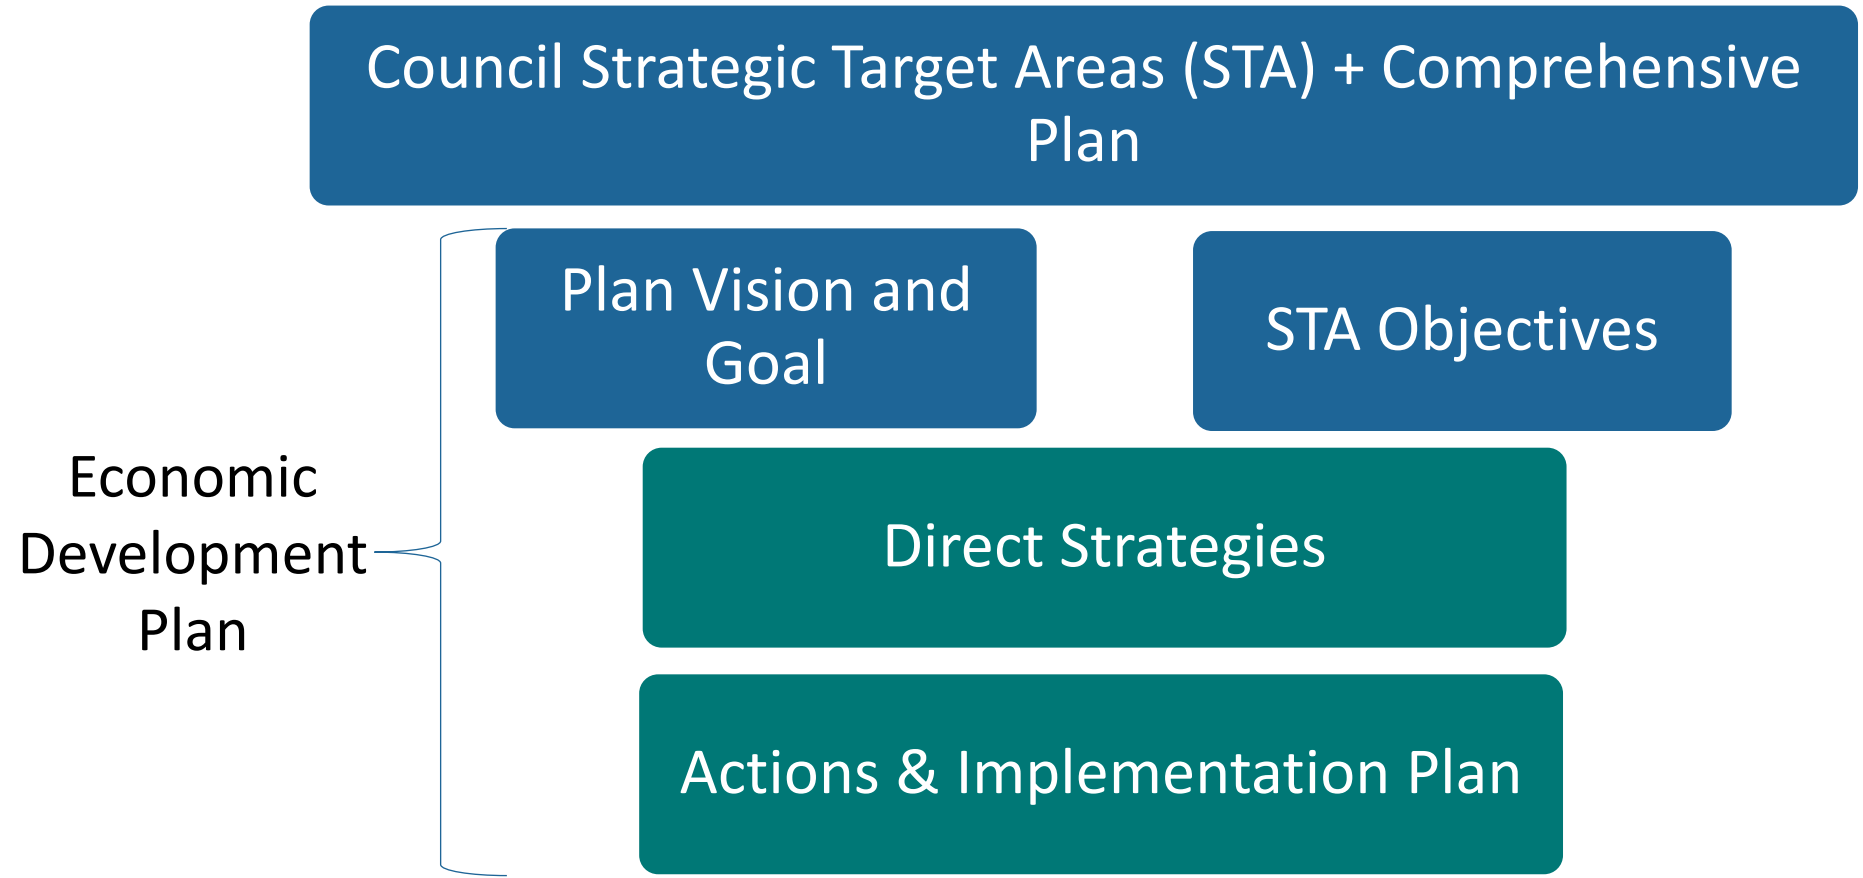 Council Strategic Target Areas (STA) + Comprehensive
Plan
Plan Vision and
Goal
STA Objectives
Economic
Development
Plan
Direct Strategies
Actions & Implementation Plan